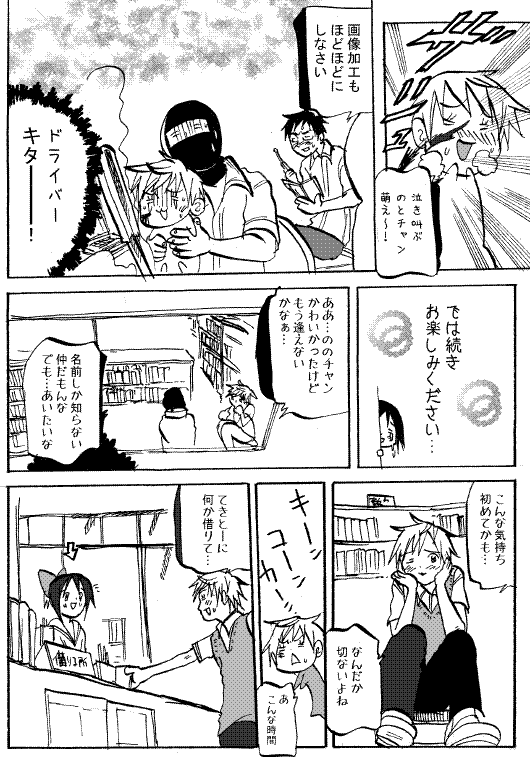 ザッ
泣き叫ぶ
のとチャン
萌え〜!
画像加工も
ほどほどに
しなさい
ドライバー
キター!
では続き
お楽しみください…
ああ…ののチャン
かわいかったけど
もう逢えない
かなぁ…
名前しか知らない
仲だもんな
でも…あいたいな
こんな気持ち
初めてかも…
なんだか
切ないよね
キーン
コーン
カンコ
あ
こんな時間
てきとーに
何か借りて…
借り口所